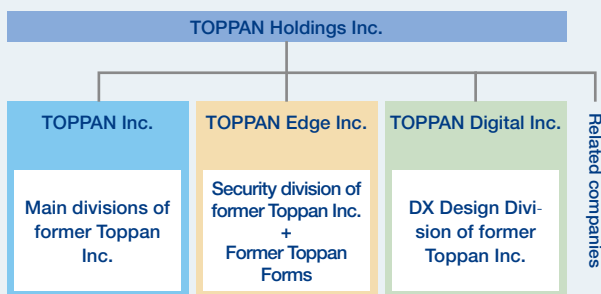 TOPPAN Holdings Inc.
TOPPAN Inc.
Main divisions of
former Toppan
Inc.
TOPPAN Edge Inc.
Security division of
former Toppan Inc.
+
Former Toppan
Forms
TOPPAN Digital Inc.
DX Design Divi-
sion of former
Toppan Inc.
Related companies